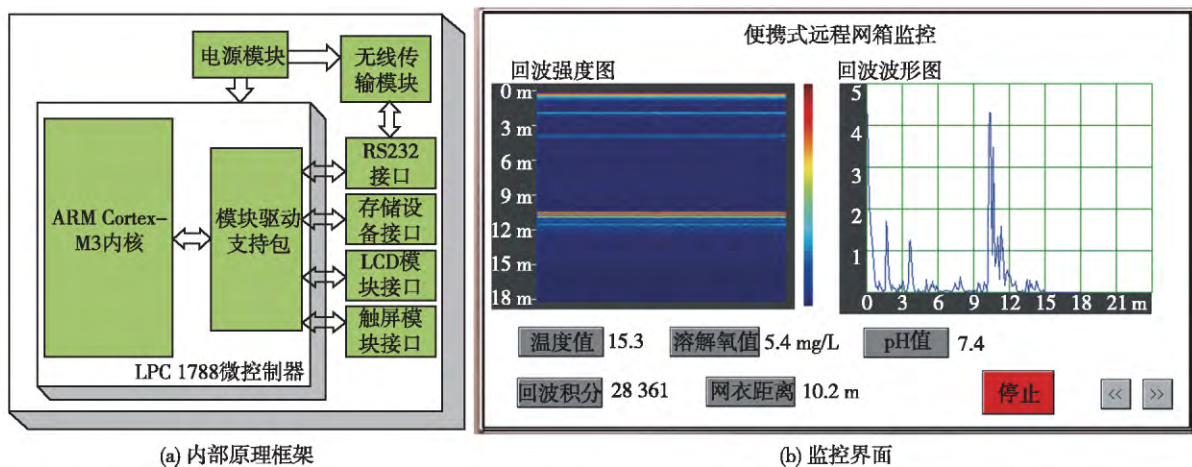 电源模块
无线传
输模块
RS232
接口
ARM Cortex-
M3内核
模块驱动
支持包
存储设
备接口
LCD模
块接口
触屏模
块接口
LPC 1788微控制器
(a) 内部原理框架
便携式远程网箱监控
回波强度图
0 m
3 m
6 m
9 m
12 m
15 m
18 m
回波波形图
5
4
3
2
1
0 3 6 9 12 15 18 21 m
温度值 15.3 溶解氧值 5.4 mg/L pH值 7.4
回波积分 28 361 网衣距离 10.2 m 停止 << >>
(b) 监控界面